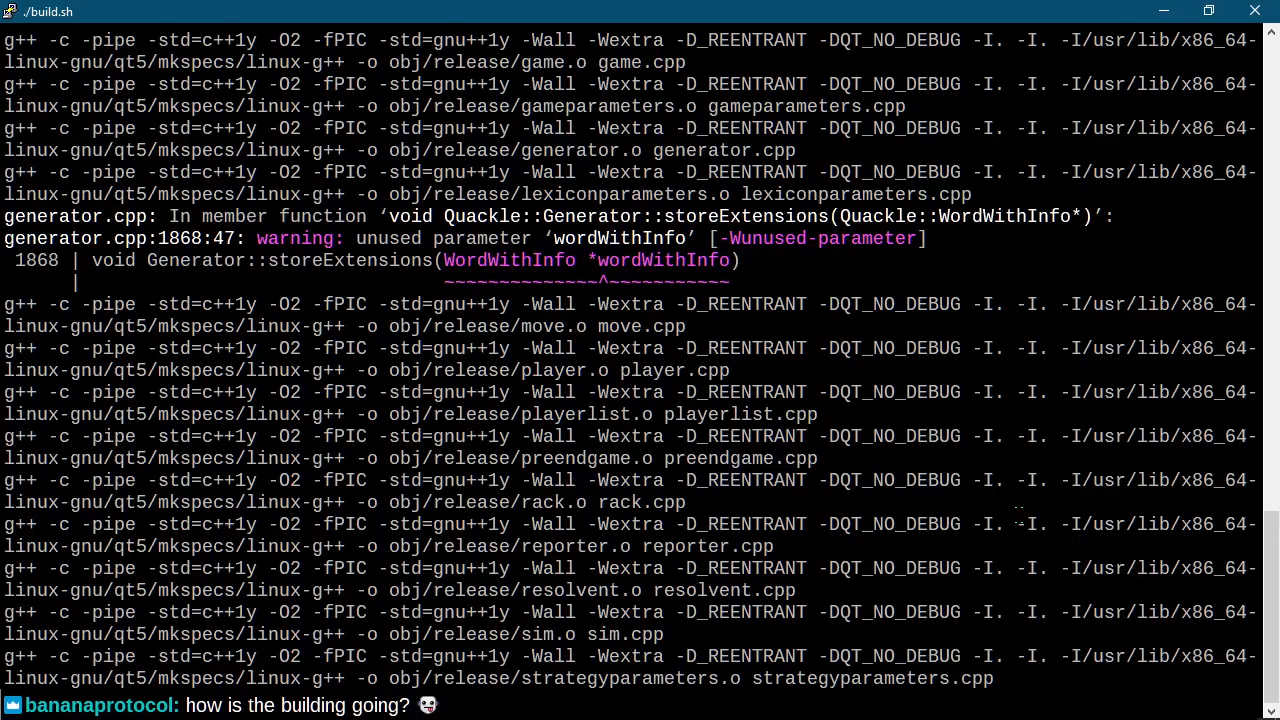 ./build.sh
g++ -c -pipe -std=c++1y -O2 -fPIC -std=gnu++1y -Wall -Wextra -D_REENTRANT -DQT_NO_DEBUG -I. -I. -I/usr/lib/x86_64-
linux-gnu/qt5/mkspecs/linux-g++ -o obj/release/game.o game.cpp
g++ -c -pipe -std=c++1y -O2 -fPIC -std=gnu++1y -Wall -Wextra -D_REENTRANT -DQT_NO_DEBUG -I. -I. -I/usr/lib/x86_64-
linux-gnu/qt5/mkspecs/linux-g++ -o obj/release/gameparameters.o gameparameters.cpp
g++ -c -pipe -std=c++1y -O2 -fPIC -std=gnu++1y -Wall -Wextra -D_REENTRANT -DQT_NO_DEBUG -I. -I. -I/usr/lib/x86_64-
linux-gnu/qt5/mkspecs/linux-g++ -o obj/release/generator.o generator.cpp
g++ -c -pipe -std=c++1y -O2 -fPIC -std=gnu++1y -Wall -Wextra -D_REENTRANT -DQT_NO_DEBUG -I. -I. -I/usr/lib/x86_64-
linux-gnu/qt5/mkspecs/linux-g++ -o obj/release/lexiconparameters.o lexiconparameters.cpp
generator.cpp: In member function ‘void Quackle::Generator::storeExtensions(Quackle::WordWithInfo*)’:
generator.cpp:1868:47: warning: unused parameter ‘wordWithInfo’ [-Wunused-parameter]
 1868 | void Generator::storeExtensions(WordWithInfo *wordWithInfo)
      |                                 ~~~~~~~~~~~~~~^~~~~~~~~~~~
g++ -c -pipe -std=c++1y -O2 -fPIC -std=gnu++1y -Wall -Wextra -D_REENTRANT -DQT_NO_DEBUG -I. -I. -I/usr/lib/x86_64-
linux-gnu/qt5/mkspecs/linux-g++ -o obj/release/move.o move.cpp
g++ -c -pipe -std=c++1y -O2 -fPIC -std=gnu++1y -Wall -Wextra -D_REENTRANT -DQT_NO_DEBUG -I. -I. -I/usr/lib/x86_64-
linux-gnu/qt5/mkspecs/linux-g++ -o obj/release/player.o player.cpp
g++ -c -pipe -std=c++1y -O2 -fPIC -std=gnu++1y -Wall -Wextra -D_REENTRANT -DQT_NO_DEBUG -I. -I. -I/usr/lib/x86_64-
linux-gnu/qt5/mkspecs/linux-g++ -o obj/release/playerlist.o playerlist.cpp
g++ -c -pipe -std=c++1y -O2 -fPIC -std=gnu++1y -Wall -Wextra -D_REENTRANT -DQT_NO_DEBUG -I. -I. -I/usr/lib/x86_64-
linux-gnu/qt5/mkspecs/linux-g++ -o obj/release/preendgame.o preendgame.cpp
g++ -c -pipe -std=c++1y -O2 -fPIC -std=gnu++1y -Wall -Wextra -D_REENTRANT -DQT_NO_DEBUG -I. -I. -I/usr/lib/x86_64-
linux-gnu/qt5/mkspecs/linux-g++ -o obj/release/rack.o rack.cpp
g++ -c -pipe -std=c++1y -O2 -fPIC -std=gnu++1y -Wall -Wextra -D_REENTRANT -DQT_NO_DEBUG -I. -I. -I/usr/lib/x86_64-
linux-gnu/qt5/mkspecs/linux-g++ -o obj/release/reporter.o reporter.cpp
g++ -c -pipe -std=c++1y -O2 -fPIC -std=gnu++1y -Wall -Wextra -D_REENTRANT -DQT_NO_DEBUG -I. -I. -I/usr/lib/x86_64-
linux-gnu/qt5/mkspecs/linux-g++ -o obj/release/resolvent.o resolvent.cpp
g++ -c -pipe -std=c++1y -O2 -fPIC -std=gnu++1y -Wall -Wextra -D_REENTRANT -DQT_NO_DEBUG -I. -I. -I/usr/lib/x86_64-
linux-gnu/qt5/mkspecs/linux-g++ -o obj/release/sim.o sim.cpp
g++ -c -pipe -std=c++1y -O2 -fPIC -std=gnu++1y -Wall -Wextra -D_REENTRANT -DQT_NO_DEBUG -I. -I. -I/usr/lib/x86_64-
linux-gnu/qt5/mkspecs/linux-g++ -o obj/release/strategyparameters.o strategyparameters.cpp
bananaprotocol: how is the building going? 👻